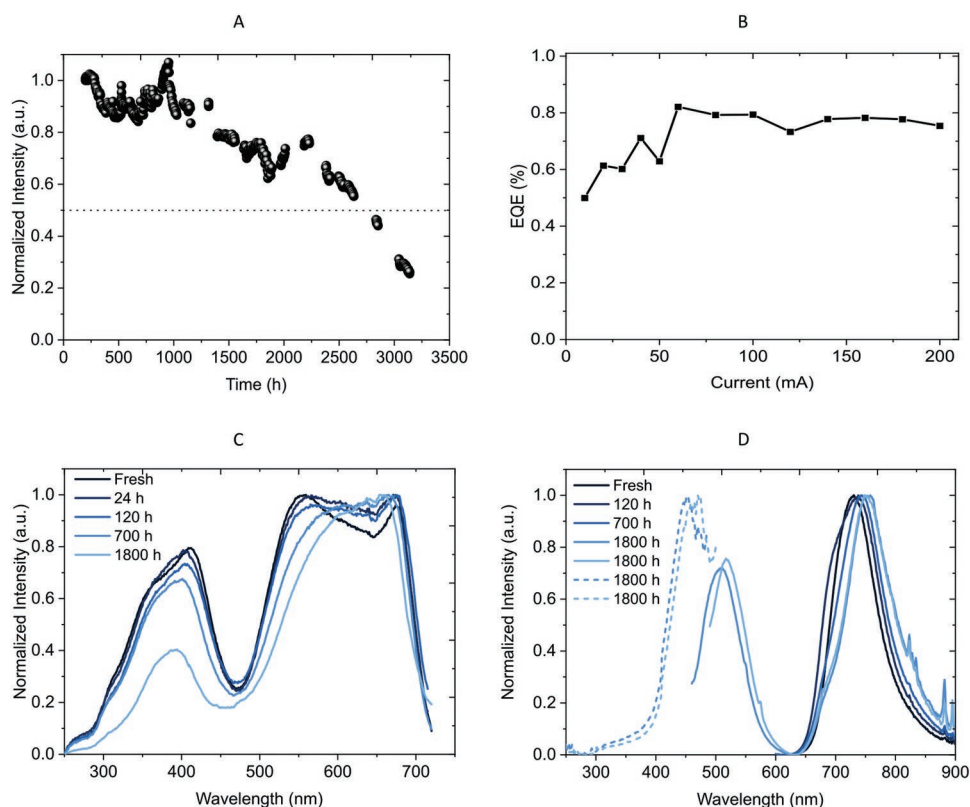 A
Normalized Intensity (a.u.)
1.0
0.8
0.6
0.4
0.2
0.0
0 500 1000 1500 2000 2500 3000 3500
Time (h)
B
EQE (%)
1.0
0.8
0.6
0.4
0.2
0.0
0 50 100 150 200
Current (mA)
C
Normalized Intensity (a.u.)
1.0
0.8
0.6
0.4
0.2
0.0
Fresh
24 h
120 h
700 h
1800 h
300 400 500 600 700
Wavelength (nm)
D
Normalized Intensity (a.u.)
1.0
0.8
0.6
0.4
0.2
0.0
Fresh
120 h
700 h
1800 h
1800 h
1800 h
1800 h
300 400 500 600 700 800 900
Wavelength (nm)